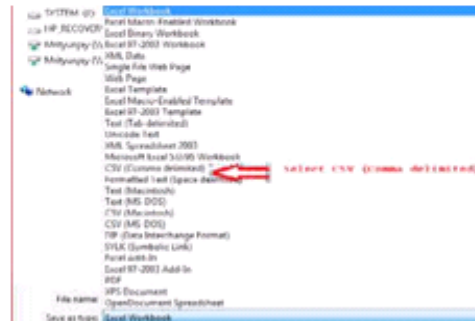 SYSTEM (F:)
HP_RECOVERY
Mrityunjay (\\
Mrityunjay (\\
Network
Excel Workbook
Excel Macro-Enabled Workbook
Excel Binary Workbook
Excel 97-2003 Workbook
XML Data
Single File Web Page
Web Page
Excel Template
Excel Macro-Enabled Template
Excel 97-2003 Template
Text (Tab delimited)
Unicode Text
XML Spreadsheet 2003
Microsoft Excel 5.0/95 Workbook
CSV (Comma delimited)
select CSV (Comma delimited
Formatted Text (Space delimited)
Text (Macintosh)
Text (MS-DOS)
CSV (Macintosh)
CSV (MS-DOS)
DIF (Data Interchange Format)
SYLK (Symbolic Link)
Excel Add-In
Excel 97-2003 Add-In
PDF
XPS Document
OpenDocument Spreadsheet
File name:
Save as type: Excel Workbook